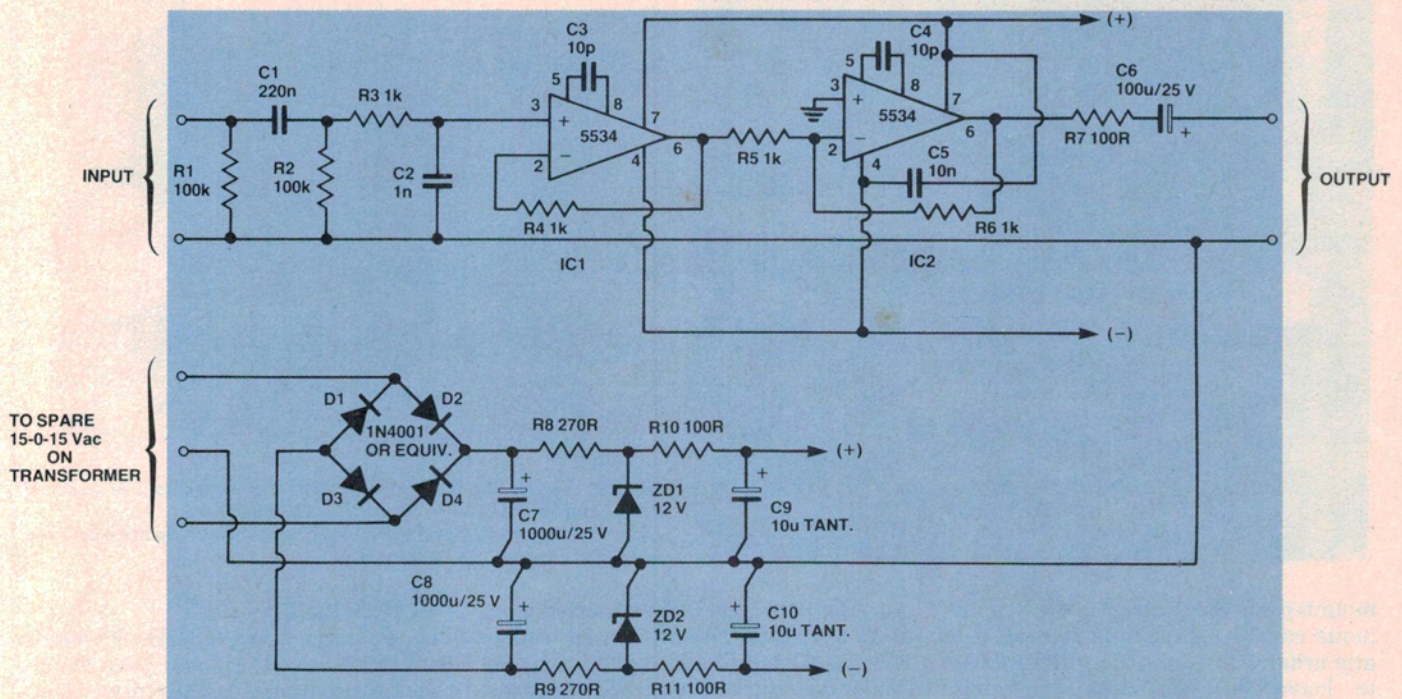 INPUT
R1
100k
C1
220n
R2
100k
R3 1k
C2
1n
C3
10p
5
8
3
+
5534
−
2
7
4
6
R4 1k
IC1
R5 1k
C4
10p
5
8
3
+
5534
−
2
7
6
4
C5
10n
R6 1k
IC2
R7 100R
C6
100u/25 V
+
OUTPUT
(+)
(−)
TO SPARE
15-0-15 Vac
ON
TRANSFORMER
D1
D2
1N4001
OR EQUIV.
D3
D4
R8 270R
R10 100R
(+)
+
C7
1000u/25 V
ZD1
12 V
+
C9
10u TANT.
C8
1000u/25 V
+
ZD2
12 V
+
C10
10u TANT.
R9 270R
R11 100R
(−)